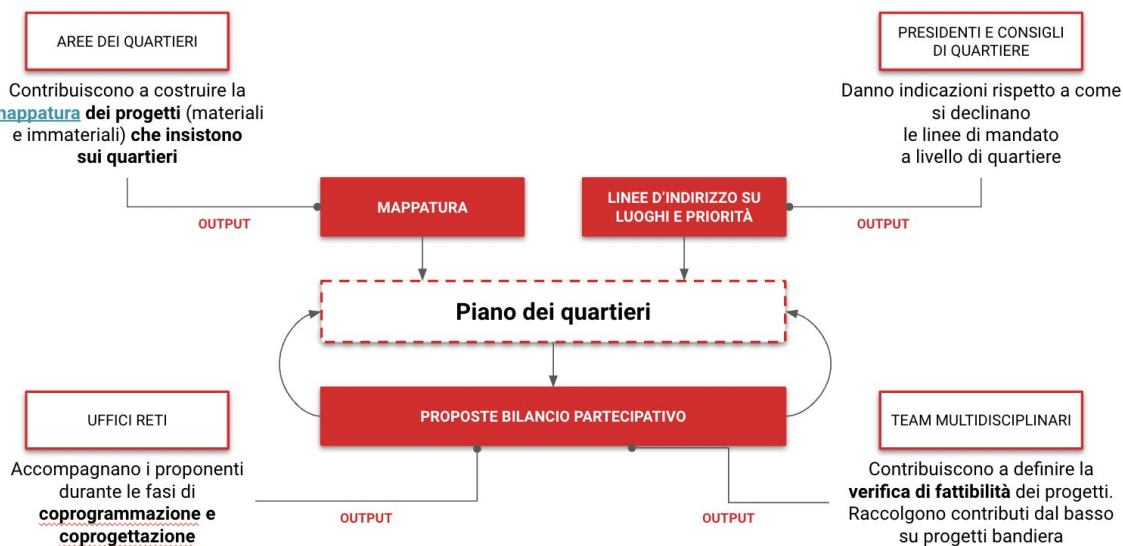 AREE DEI QUARTIERI
Contribuiscono a costruire la
mappatura dei progetti (materiali
e immateriali) che insistono
sui quartieri
PRESIDENTI E CONSIGLI
DI QUARTIERE
Danno indicazioni rispetto a come
si declinano
le linee di mandato
a livello di quartiere
MAPPATURA
LINEE D'INDIRIZZO SU
LUOGHI E PRIORITÀ
OUTPUT
OUTPUT
Piano dei quartieri
PROPOSTE BILANCIO PARTECIPATIVO
UFFICI RETI
Accompagnano i proponenti
durante le fasi di
coprogrammazione e
coprogettazione
OUTPUT
OUTPUT
TEAM MULTIDISCIPLINARI
Contribuiscono a definire la
verifica di fattibilità dei progetti.
Raccolgono contributi dal basso
su progetti bandiera